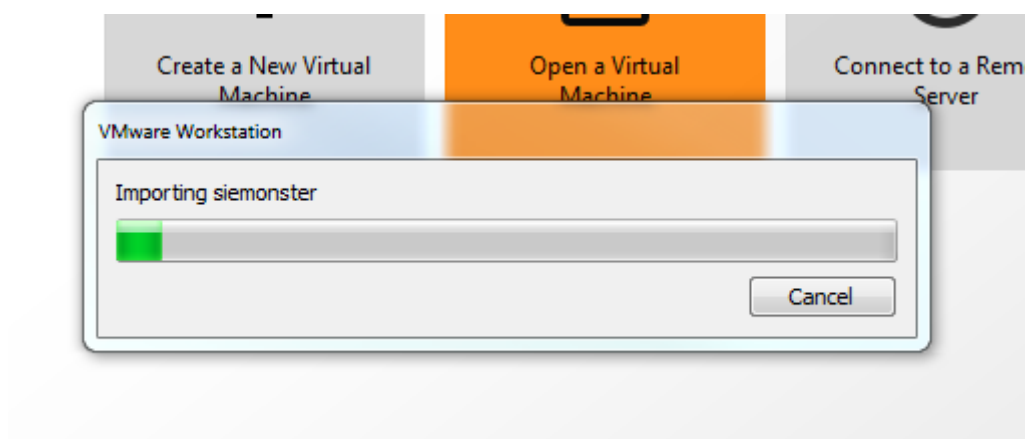 Create a New Virtual
Machine
Open a Virtual
Machine
Connect to a Rem
Server
VMware Workstation
Importing siemonster
Cancel